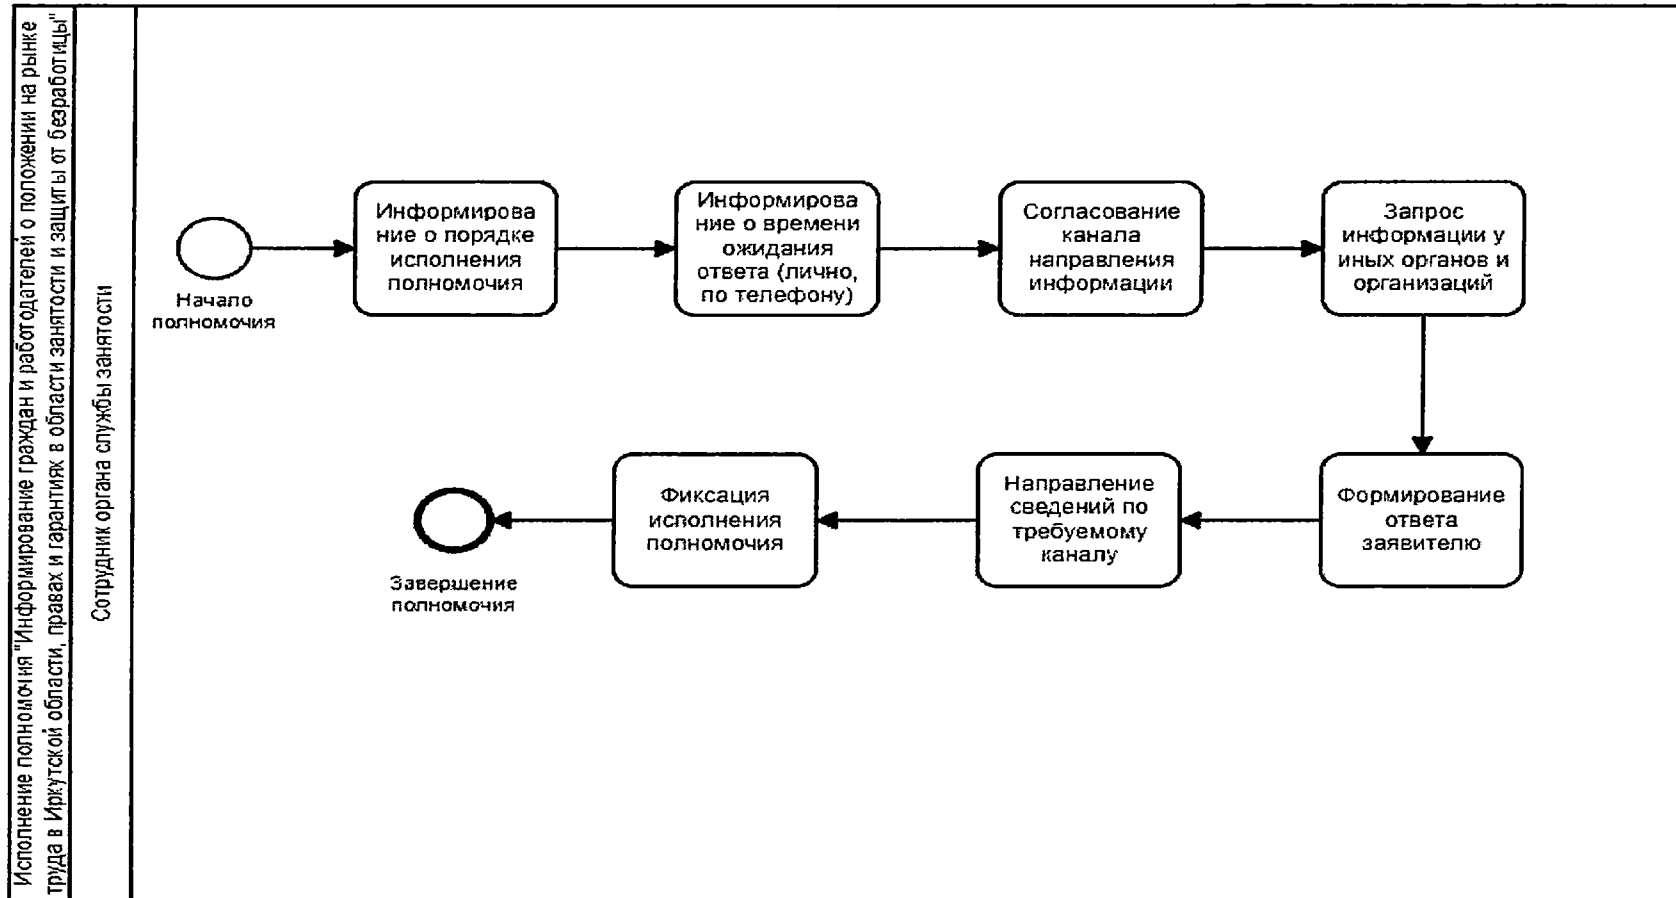 Исполнение полномочия "Информирование граждан и работодателей о положении на рынке
труда в Иркутской области, правах и гарантиях в области занятости и защиты от безработицы"
Сотрудник органа службы занятости
Начало
полномочия
Информирова
ние о порядке
исполнения
полномочия
Информирова
ние о времени
ожидания
ответа (лично,
по телефону)
Согласование
канала
направления
информации
Запрос
информации у
иных органов и
организаций
Формирование
ответа
заявителю
Направление
сведений по
требуемому
каналу
Фиксация
исполнения
полномочия
Завершение
полномочия